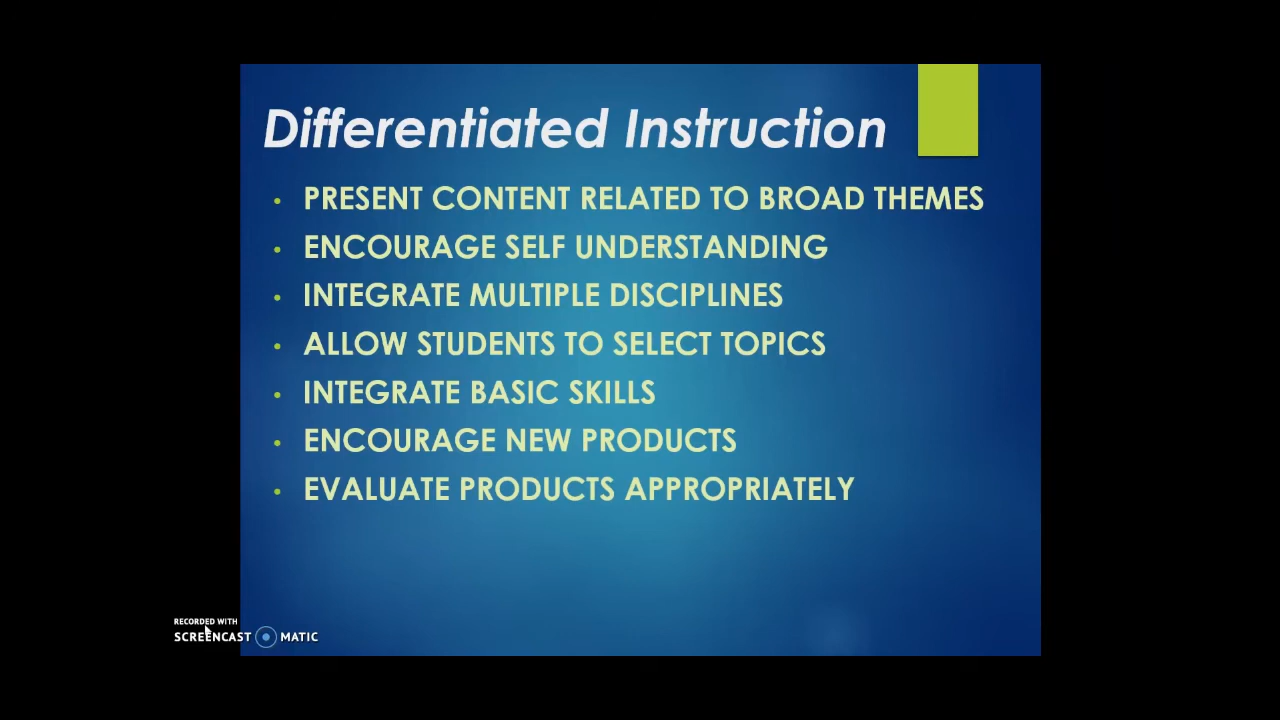 Differentiated Instruction
• PRESENT CONTENT RELATED TO BROAD THEMES
• ENCOURAGE SELF UNDERSTANDING
• INTEGRATE MULTIPLE DISCIPLINES
• ALLOW STUDENTS TO SELECT TOPICS
• INTEGRATE BASIC SKILLS
• ENCOURAGE NEW PRODUCTS
• EVALUATE PRODUCTS APPROPRIATELY
RECORDED WITH
SCREENCAST MATIC